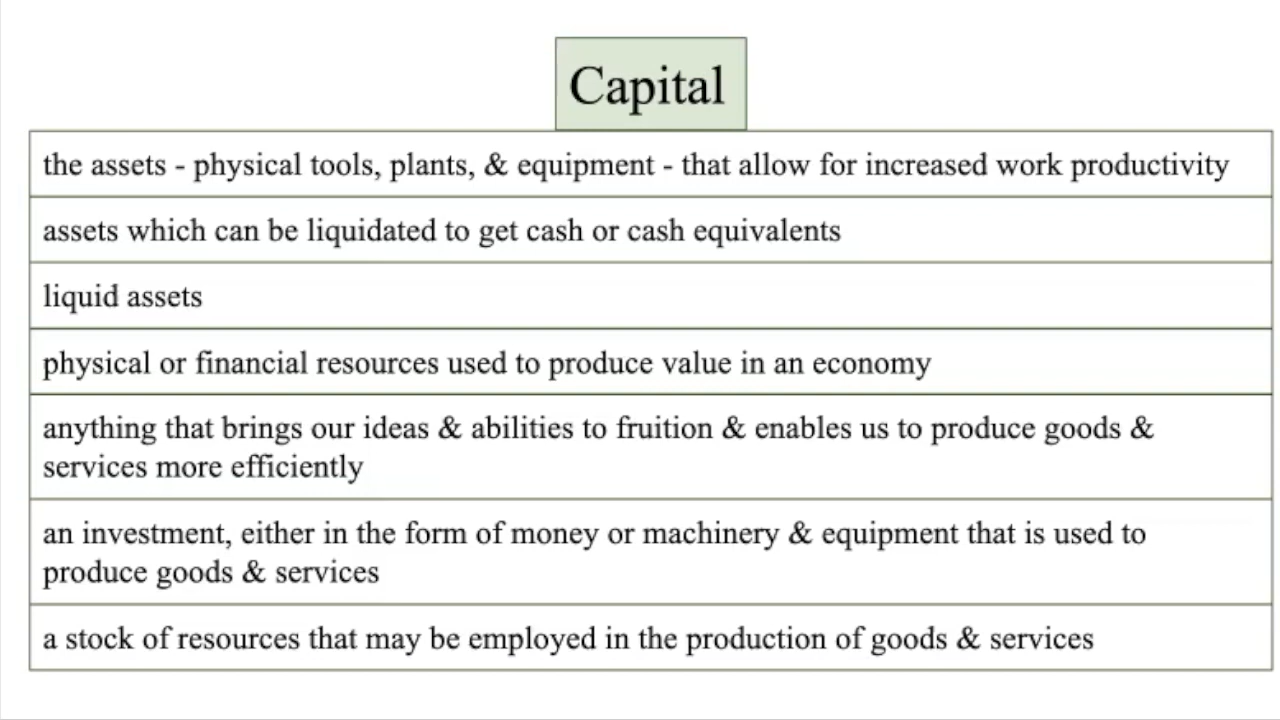 Capital
the assets - physical tools, plants, & equipment - that allow for increased work productivity
assets which can be liquidated to get cash or cash equivalents
liquid assets
physical or financial resources used to produce value in an economy
anything that brings our ideas & abilities to fruition & enables us to produce goods &
services more efficiently
an investment, either in the form of money or machinery & equipment that is used to
produce goods & services
a stock of resources that may be employed in the production of goods & services